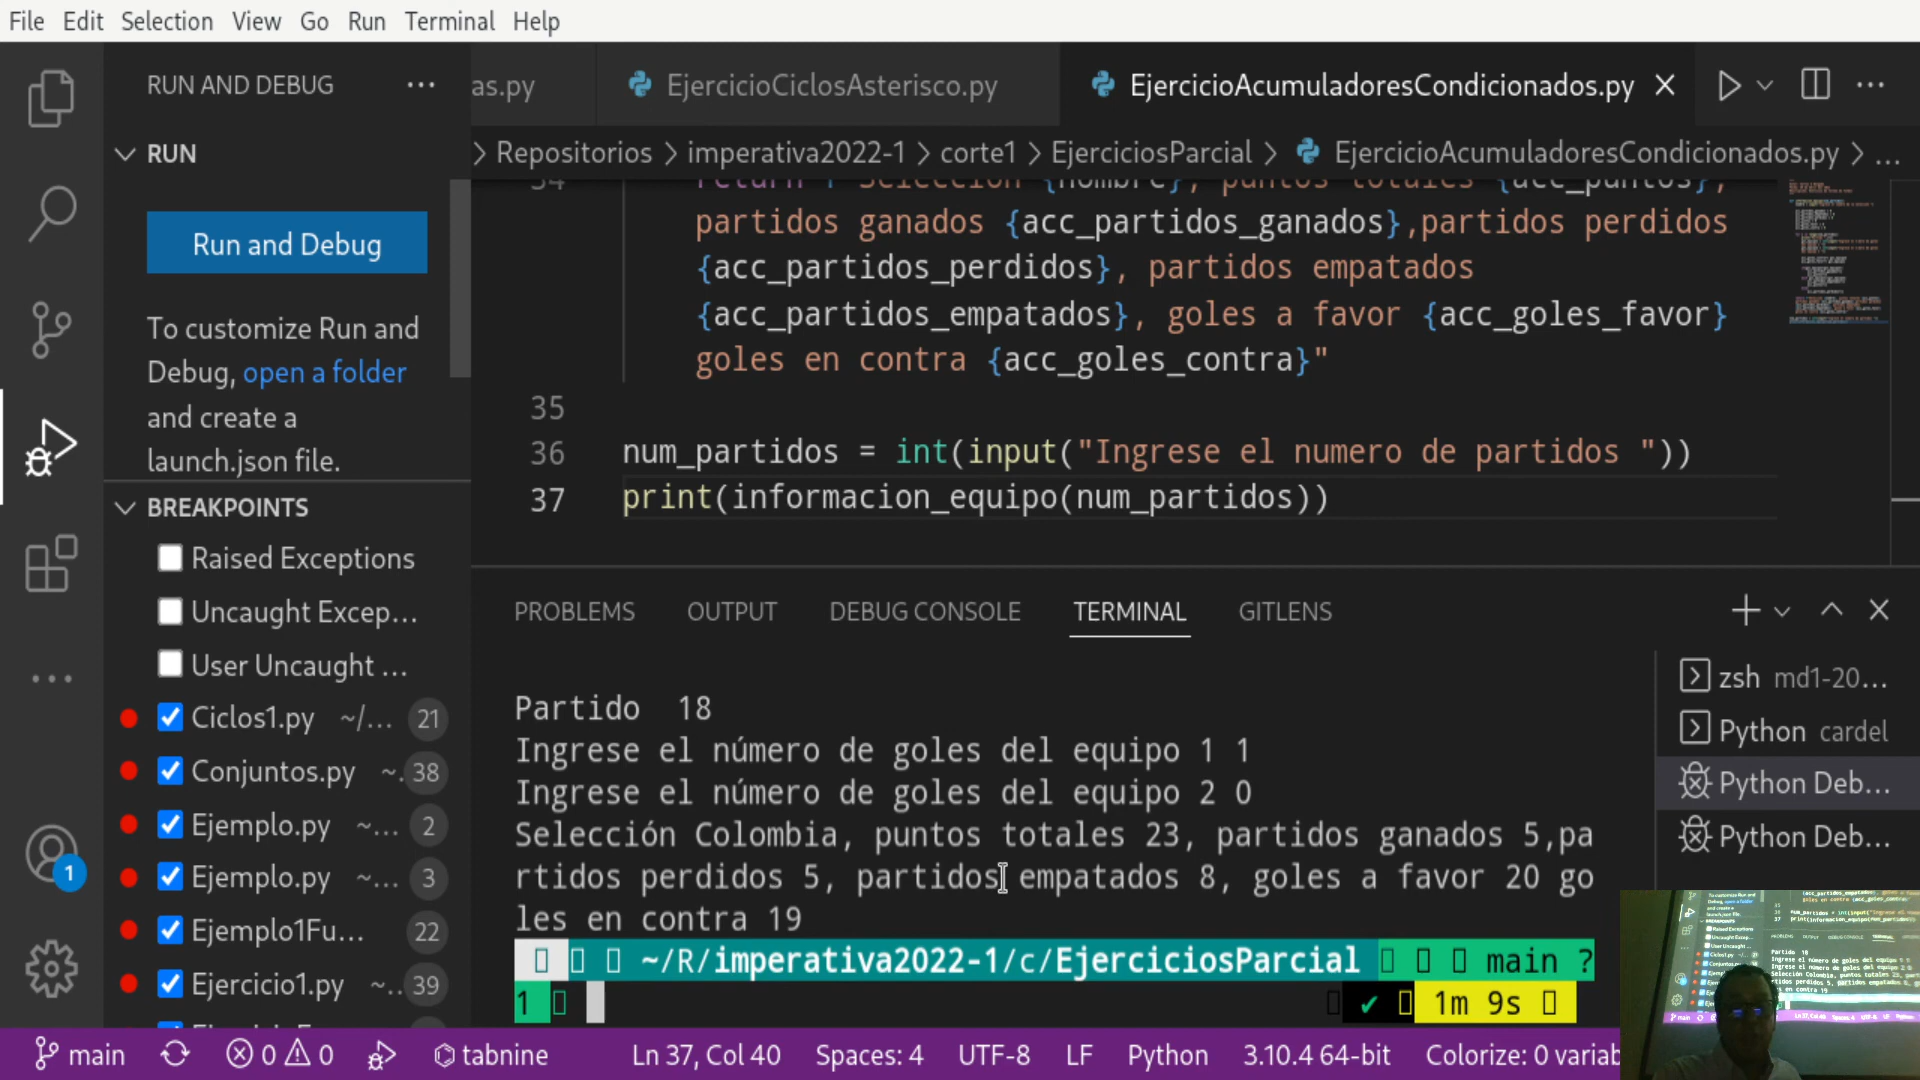 File Edit Selection View Go Run Terminal Help
RUN AND DEBUG ...
as.py
EjercicioCiclosAsterisco.py
EjercicioAcumuladoresCondicionados.py
RUN
> Repositorios > imperativa2022-1 > corte1 > EjerciciosParcial > EjercicioAcumuladoresCondicionados.py > ...
Run and Debug
To customize Run and
Debug, open a folder
and create a
launch.json file.
34 return f"Selección {nombre}, puntos totales {acc_puntos},
partidos ganados {acc_partidos_ganados},partidos perdidos
{acc_partidos_perdidos}, partidos empatados
{acc_partidos_empatados}, goles a favor {acc_goles_favor}
goles en contra {acc_goles_contra}"
35
36 num_partidos = int(input("Ingrese el numero de partidos "))
37 print(informacion_equipo(num_partidos))
BREAKPOINTS
Raised Exceptions
Uncaught Excep...
User Uncaught ...
Ciclos1.py ~/... 21
Conjuntos.py ~. 38
Ejemplo.py ~... 2
Ejemplo.py ~... 3
Ejemplo1Fu... 22
Ejercicio1.py ~.. 39
1
PROBLEMS OUTPUT DEBUG CONSOLE TERMINAL GITLENS
Partido  18
Ingrese el número de goles del equipo 1 1
Ingrese el número de goles del equipo 2 0
Selección Colombia, puntos totales 23, partidos ganados 5,pa
rtidos perdidos 5, partidos empatados 8, goles a favor 20 go
les en contra 19
~/R/imperativa2022-1/c/EjerciciosParcial main ?
1 ✔ 1m 9s
zsh md1-20...
Python cardel
Python Deb...
Python Deb...
main 0 0 tabnine Ln 37, Col 40 Spaces: 4 UTF-8 LF Python 3.10.4 64-bit Colorize: 0 variab